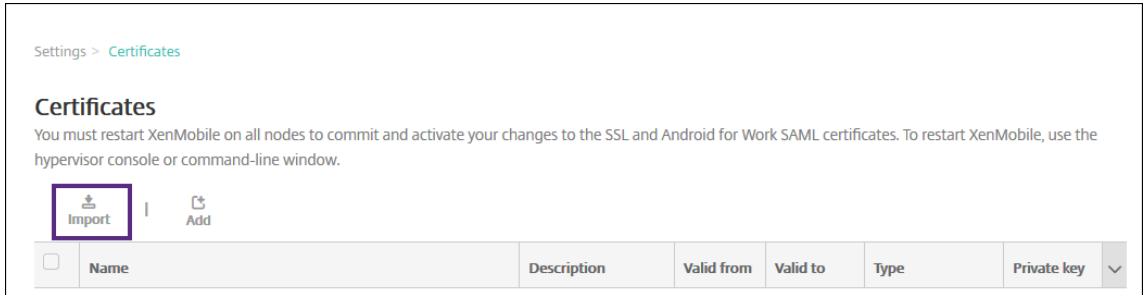 Settings > Certificates
Certificates
You must restart XenMobile on all nodes to commit and activate your changes to the SSL and Android for Work SAML certificates. To restart XenMobile, use the
hypervisor console or command-line window.
Import | Add
Name Description Valid from Valid to Type Private key